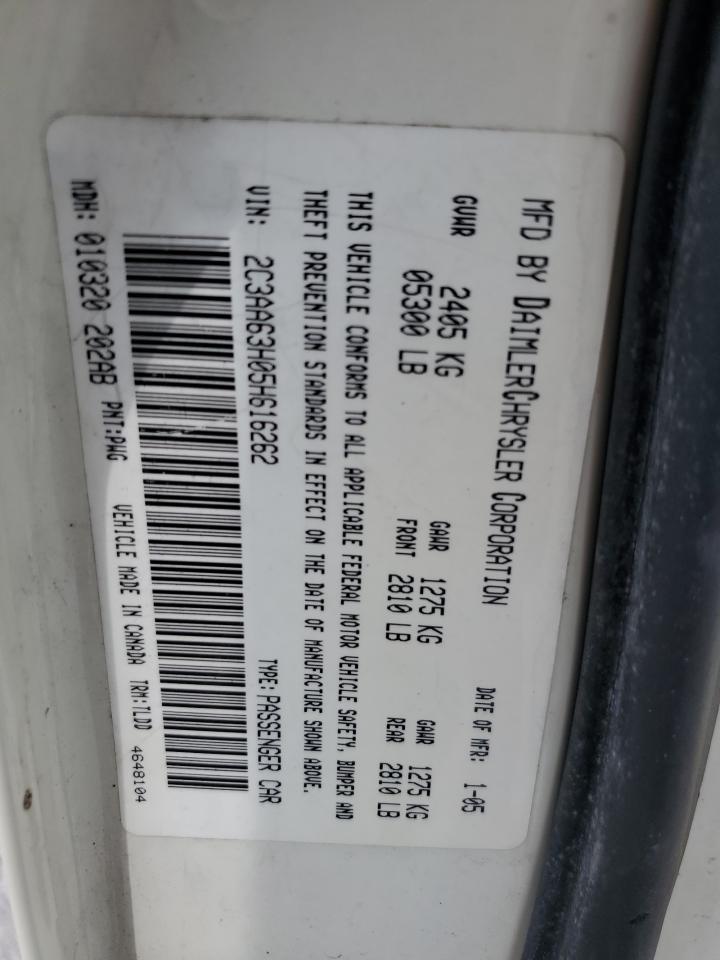 MFD BY DAIMLERCHRYSLER CORPORATION DATE OF MFR: 1-05
GVWR 2405 KG GAWR 1275 KG GAWR 1275 KG
05300 LB FRONT 2810 LB REAR 2810 LB
THIS VEHICLE CONFORMS TO ALL APPLICABLE FEDERAL MOTOR VEHICLE SAFETY, BUMPER AND
THEFT PREVENTION STANDARDS IN EFFECT ON THE DATE OF MANUFACTURE SHOWN ABOVE.
VIN: 2C3AA63H05H616262 TYPE: PASSENGER CAR
MDH: 010320 202AB PNT:PWG VEHICLE MADE IN CANADA TRM:TLDD 4648104